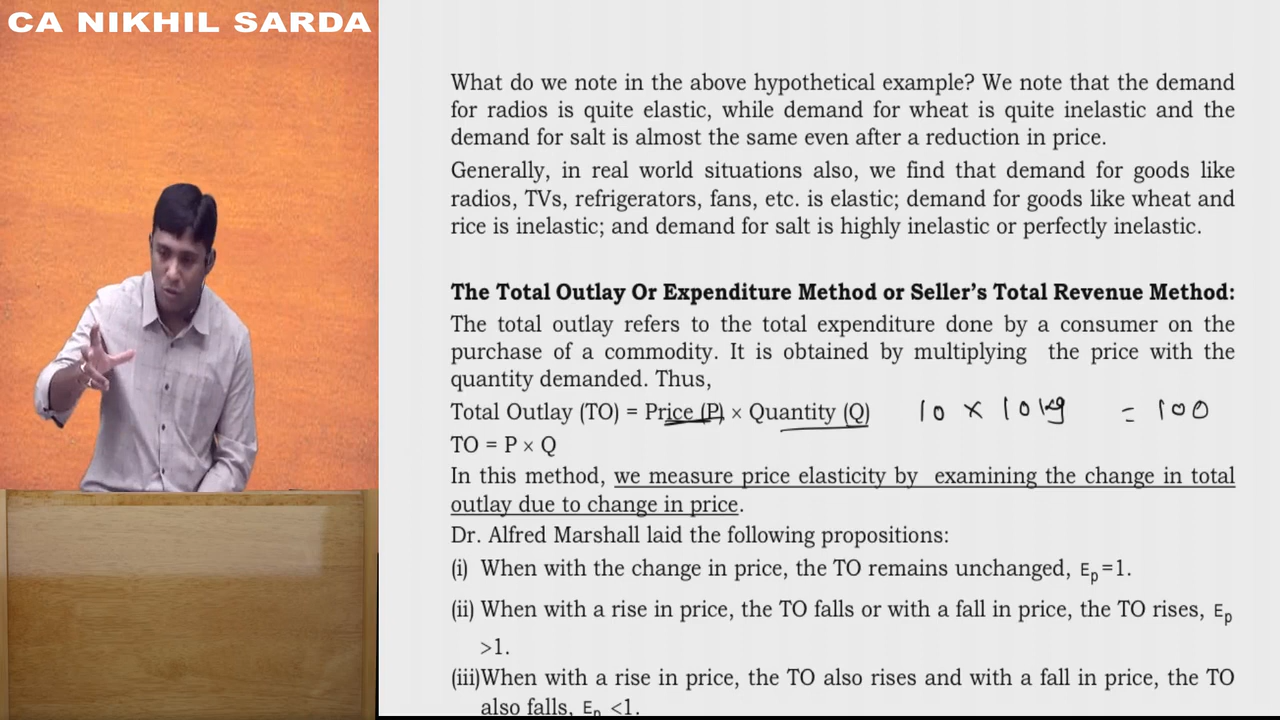 CA NIKHIL SARDA
What do we note in the above hypothetical example? We note that the demand
for radios is quite elastic, while demand for wheat is quite inelastic and the
demand for salt is almost the same even after a reduction in price.
Generally, in real world situations also, we find that demand for goods like
radios, TVs, refrigerators, fans, etc. is elastic; demand for goods like wheat and
rice is inelastic; and demand for salt is highly inelastic or perfectly inelastic.
The Total Outlay Or Expenditure Method or Seller's Total Revenue Method:
The total outlay refers to the total expenditure done by a consumer on the
purchase of a commodity. It is obtained by multiplying the price with the
quantity demanded. Thus,
Total Outlay (TO) = Price (P) × Quantity (Q) 10 × 10 kg = 100
TO = P × Q
In this method, we measure price elasticity by examining the change in total
outlay due to change in price.
Dr. Alfred Marshall laid the following propositions:
(i) When with the change in price, the TO remains unchanged, Ep=1.
(ii) When with a rise in price, the TO falls or with a fall in price, the TO rises, Ep
>1.
(iii)When with a rise in price, the TO also rises and with a fall in price, the TO
also falls, Ep <1.